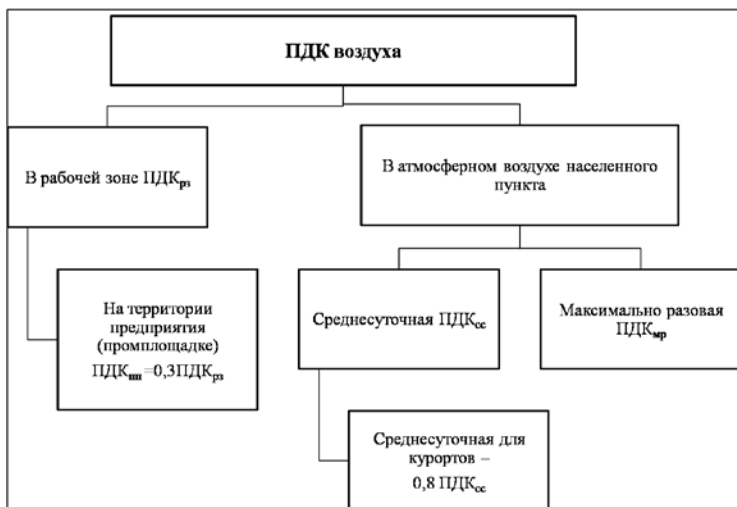 ПДК воздуха
В рабочей зоне ПДКрз
В атмосферном воздухе населенного
пункта
На территории
предприятия
(промплощадке)
ПДКпп=0,3ПДКрз
Среднесуточная ПДКсс
Максимально разовая
ПДКмр
Среднесуточная для
курортов –
0,8 ПДКсс